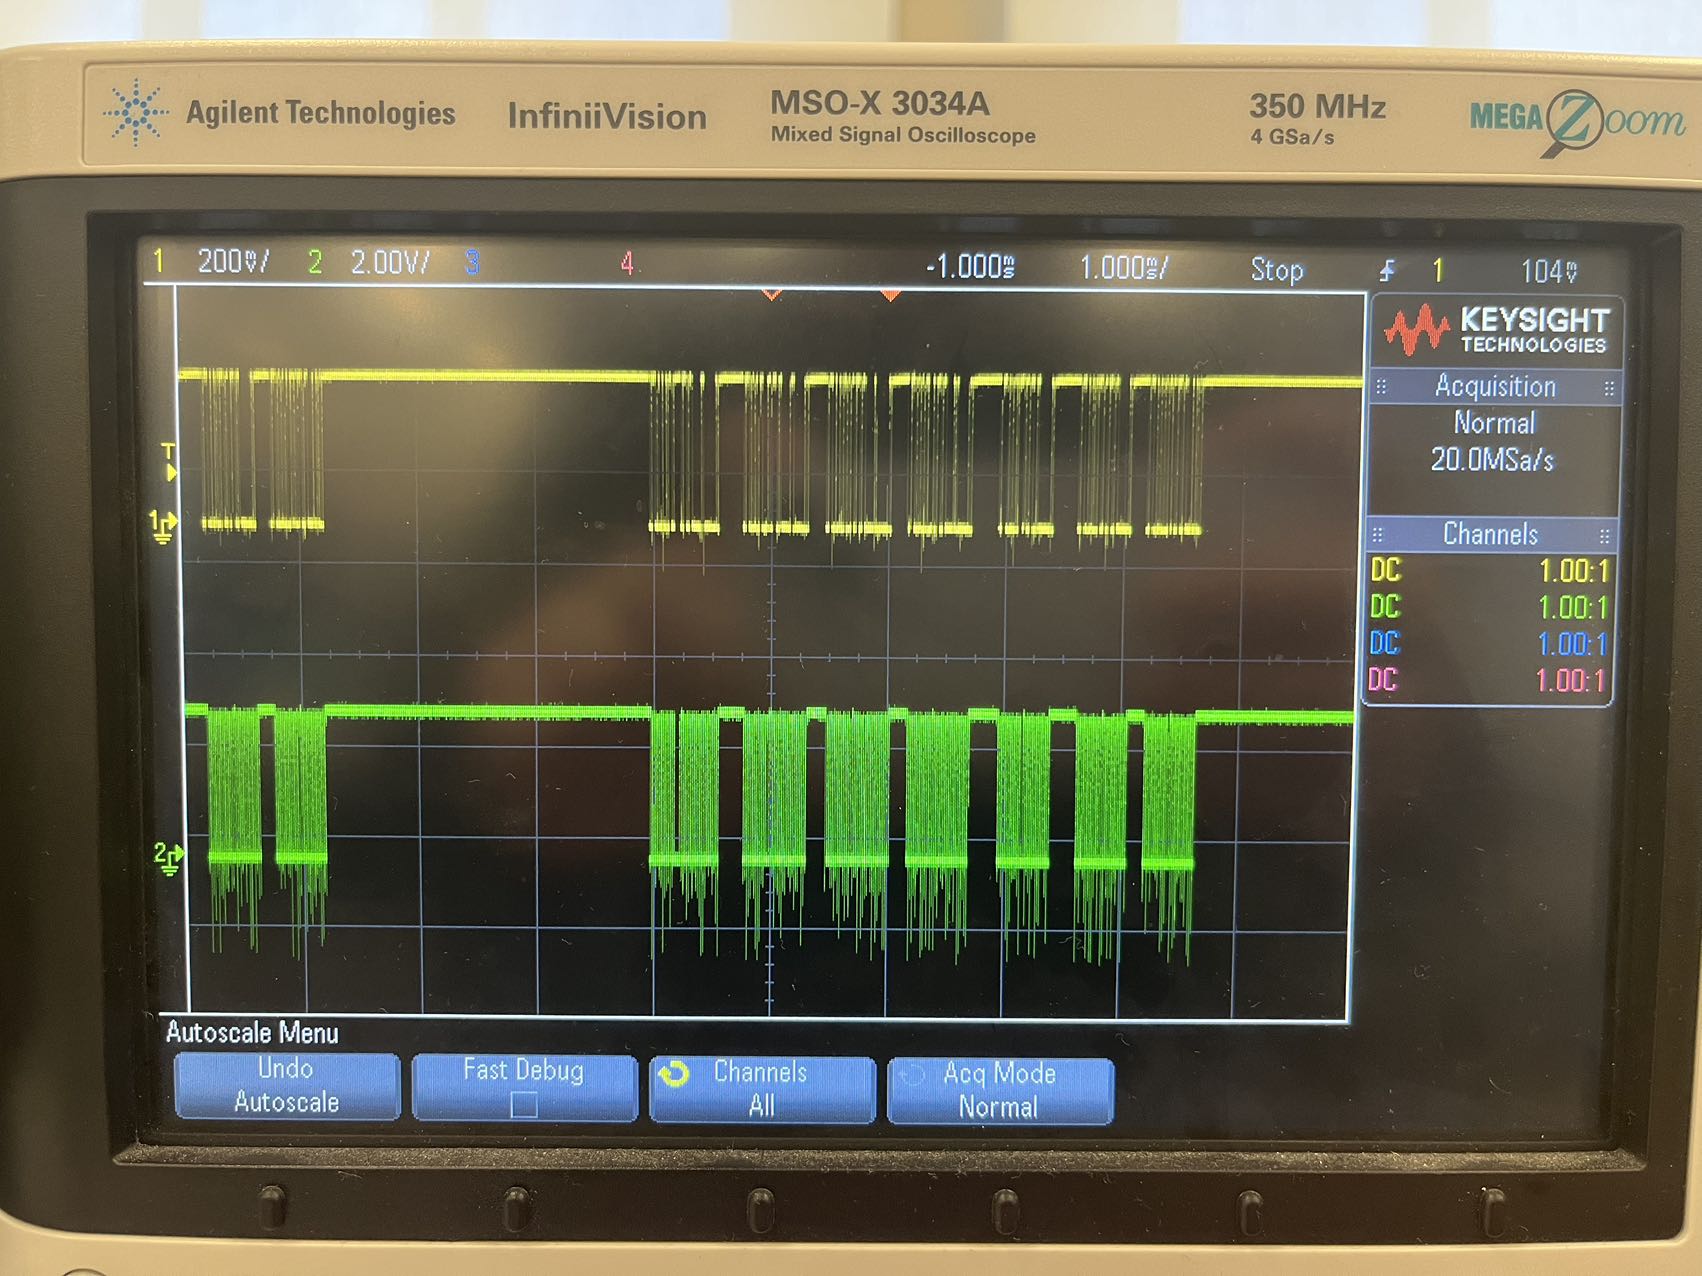 Agilent Technologies InfiniiVision MSO-X 3034A 350 MHz MEGA Zoom
Mixed Signal Oscilloscope 4 GSa/s
1 200mV/ 2 2.00V/ 3 4 -1.000ms 1.000ms/ Stop 1 104mV
KEYSIGHT
TECHNOLOGIES
Acquisition
Normal
20.0MSa/s
Channels
DC 1.00:1
DC 1.00:1
DC 1.00:1
DC 1.00:1
T
1
2
Autoscale Menu
Undo
Autoscale
Fast Debug
Channels
All
Acq Mode
Normal